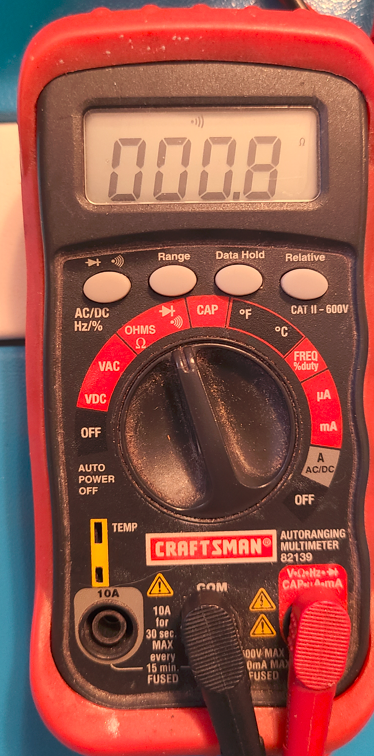 000.8 Ω
Range Data Hold Relative
AC/DC
Hz/%
CAT II - 600V
OHMS
Ω
CAP
°F
°C
VAC
FREQ
%duty
VDC
µA
mA
OFF
A
AC/DC
AUTO
POWER
OFF
OFF
TEMP
CRAFTSMAN®
AUTORANGING
MULTIMETER
82139
10A
COM
10A
for
30 sec.
MAX
every
15 min.
FUSED
MAX
MAX
FUSED